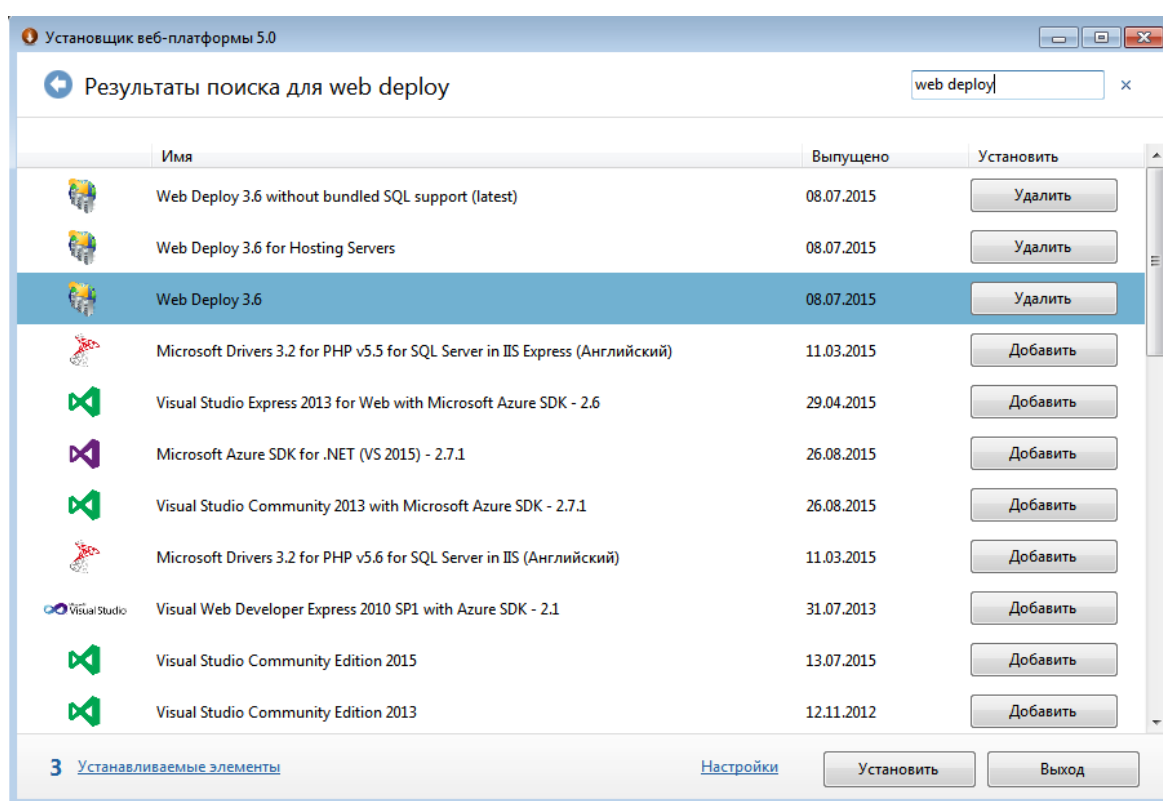 Установщик веб-платформы 5.0
Результаты поиска для web deploy web deploy
Имя Выпущено Установить
Web Deploy 3.6 without bundled SQL support (latest) 08.07.2015 Удалить
Web Deploy 3.6 for Hosting Servers 08.07.2015 Удалить
Web Deploy 3.6 08.07.2015 Удалить
Microsoft Drivers 3.2 for PHP v5.5 for SQL Server in IIS Express (Английский) 11.03.2015 Добавить
Visual Studio Express 2013 for Web with Microsoft Azure SDK - 2.6 29.04.2015 Добавить
Microsoft Azure SDK for .NET (VS 2015) - 2.7.1 26.08.2015 Добавить
Visual Studio Community 2013 with Microsoft Azure SDK - 2.7.1 26.08.2015 Добавить
Microsoft Drivers 3.2 for PHP v5.6 for SQL Server in IIS (Английский) 11.03.2015 Добавить
Visual Studio Visual Web Developer Express 2010 SP1 with Azure SDK - 2.1 31.07.2013 Добавить
Visual Studio Community Edition 2015 13.07.2015 Добавить
Visual Studio Community Edition 2013 12.11.2012 Добавить
3 Устанавливаемые элементы Настройки Установить Выход